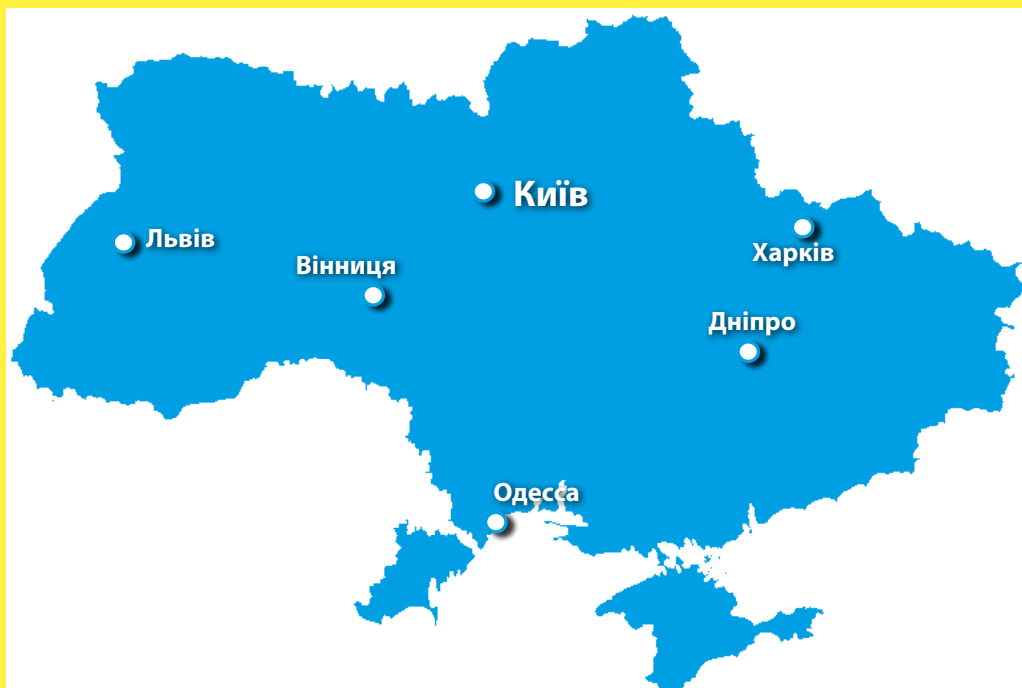 Київ
Львів
Харків
Вінниця
Дніпро
Одесса